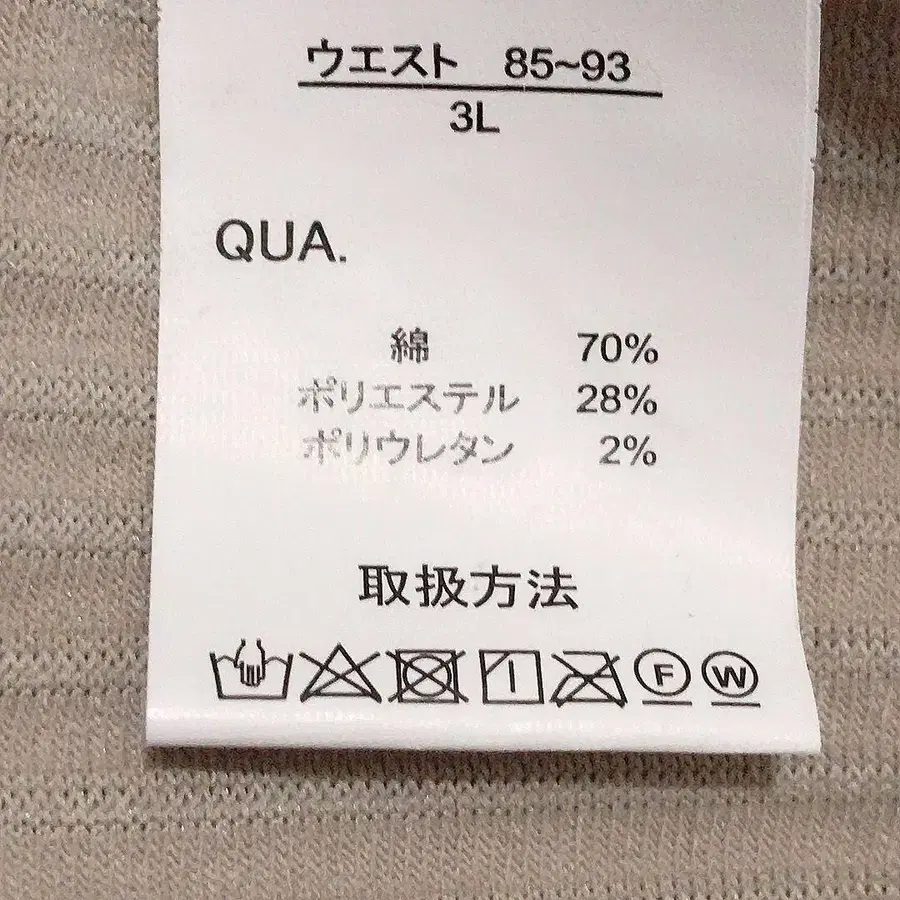 ウエスト 85~93
3L
QUA.
綿 70%
ポリエステル 28%
ポリウレタン 2%
取扱方法
F W